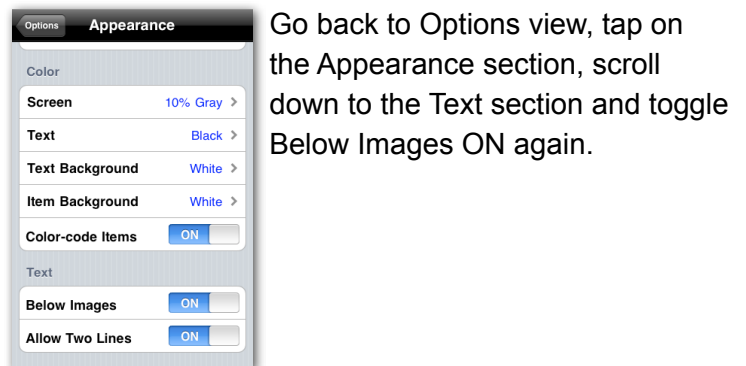 Options Appearance
Color
Screen 10% Gray >
Text Black >
Text Background White >
Item Background White >
Color-code Items ON
Text
Below Images ON
Allow Two Lines ON
Go back to Options view, tap on
the Appearance section, scroll
down to the Text section and toggle
Below Images ON again.